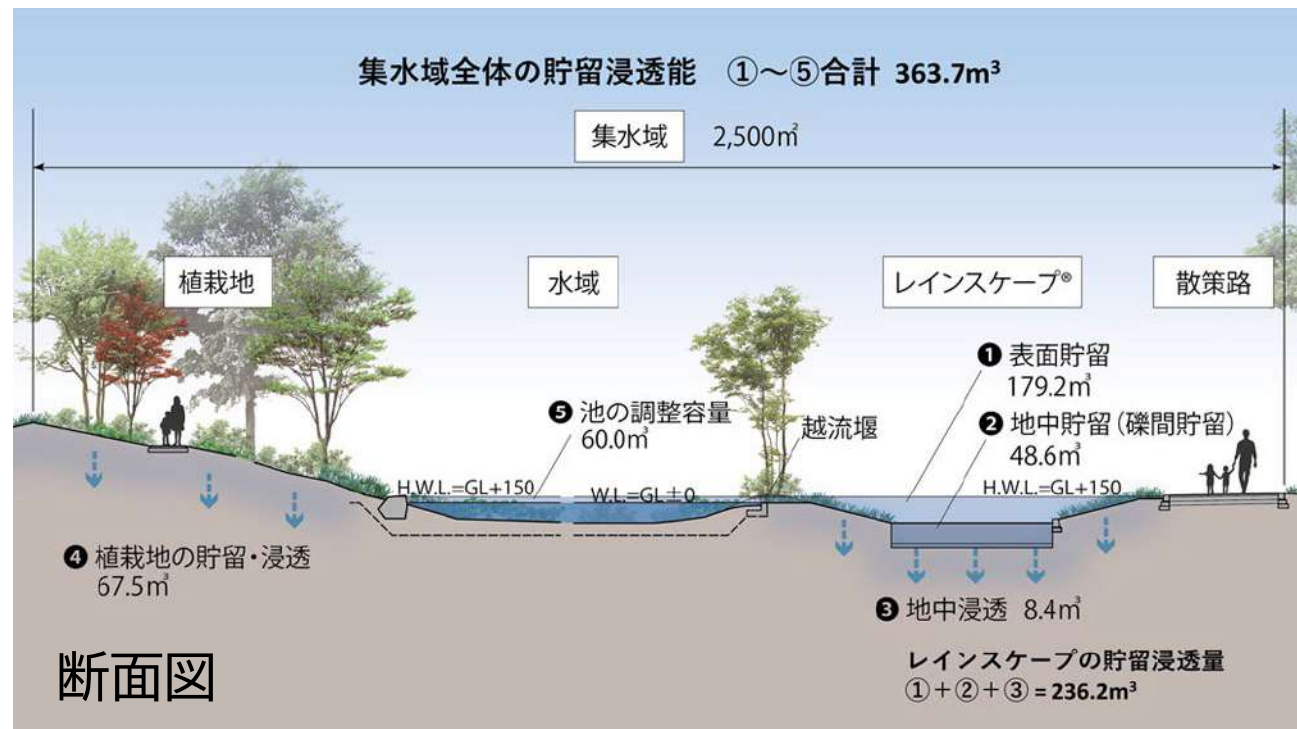 集水域全体の貯留浸透能 ①～⑤合計 363.7m³
集水域 2,500㎡
植栽地
水域
レインスケープ®
散策路
❶ 表面貯留
179.2㎥
❺ 池の調整容量
60.0㎥
越流堰
❷ 地中貯留（礫間貯留）
48.6㎥
H.W.L.=GL+150
W.L.=GL±0
H.W.L.=GL+150
❹ 植栽地の貯留・浸透
67.5㎥
❸ 地中浸透 8.4㎥
断面図
レインスケープの貯留浸透量
①＋②＋③＝236.2m³